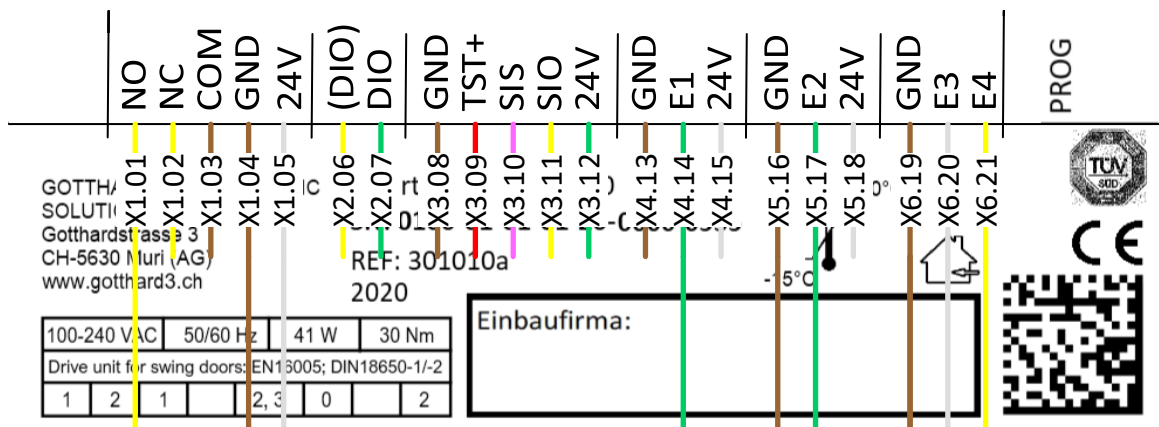 NO
NC
COM
GND
24V
(DIO)
DIO
GND
TST+
SIS
SIO
24V
GND
E1
24V
GND
E2
24V
GND
E3
E4
PROG
X1.01
X1.02
X1.03
X1.04
X1.05
X2.06
X2.07
X3.08
X3.09
X3.10
X3.11
X3.12
X4.13
X4.14
X4.15
X5.16
X5.17
X5.18
X6.19
X6.20
X6.21
TÜV
SÜD
CE
Gotthardstrasse 3
CH-5630 Muri (AG)
www.gotthard3.ch
REF: 301010a
2020
-15°C
Einbaufirma:
100-240 VAC 50/60 Hz 41 W 30 Nm
Drive unit for swing doors: EN16005; DIN18650-1/-2
1 2 1 2, 3 0 2